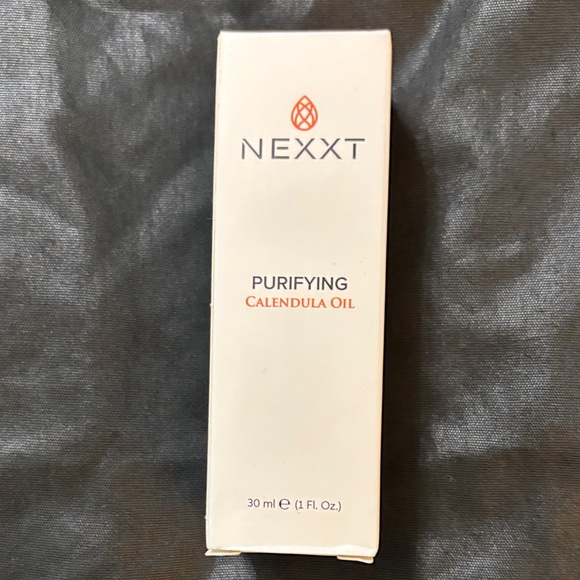 NEXXT
PURIFYING
CALENDULA OIL
30 ml ℮ (1 Fl. Oz.)